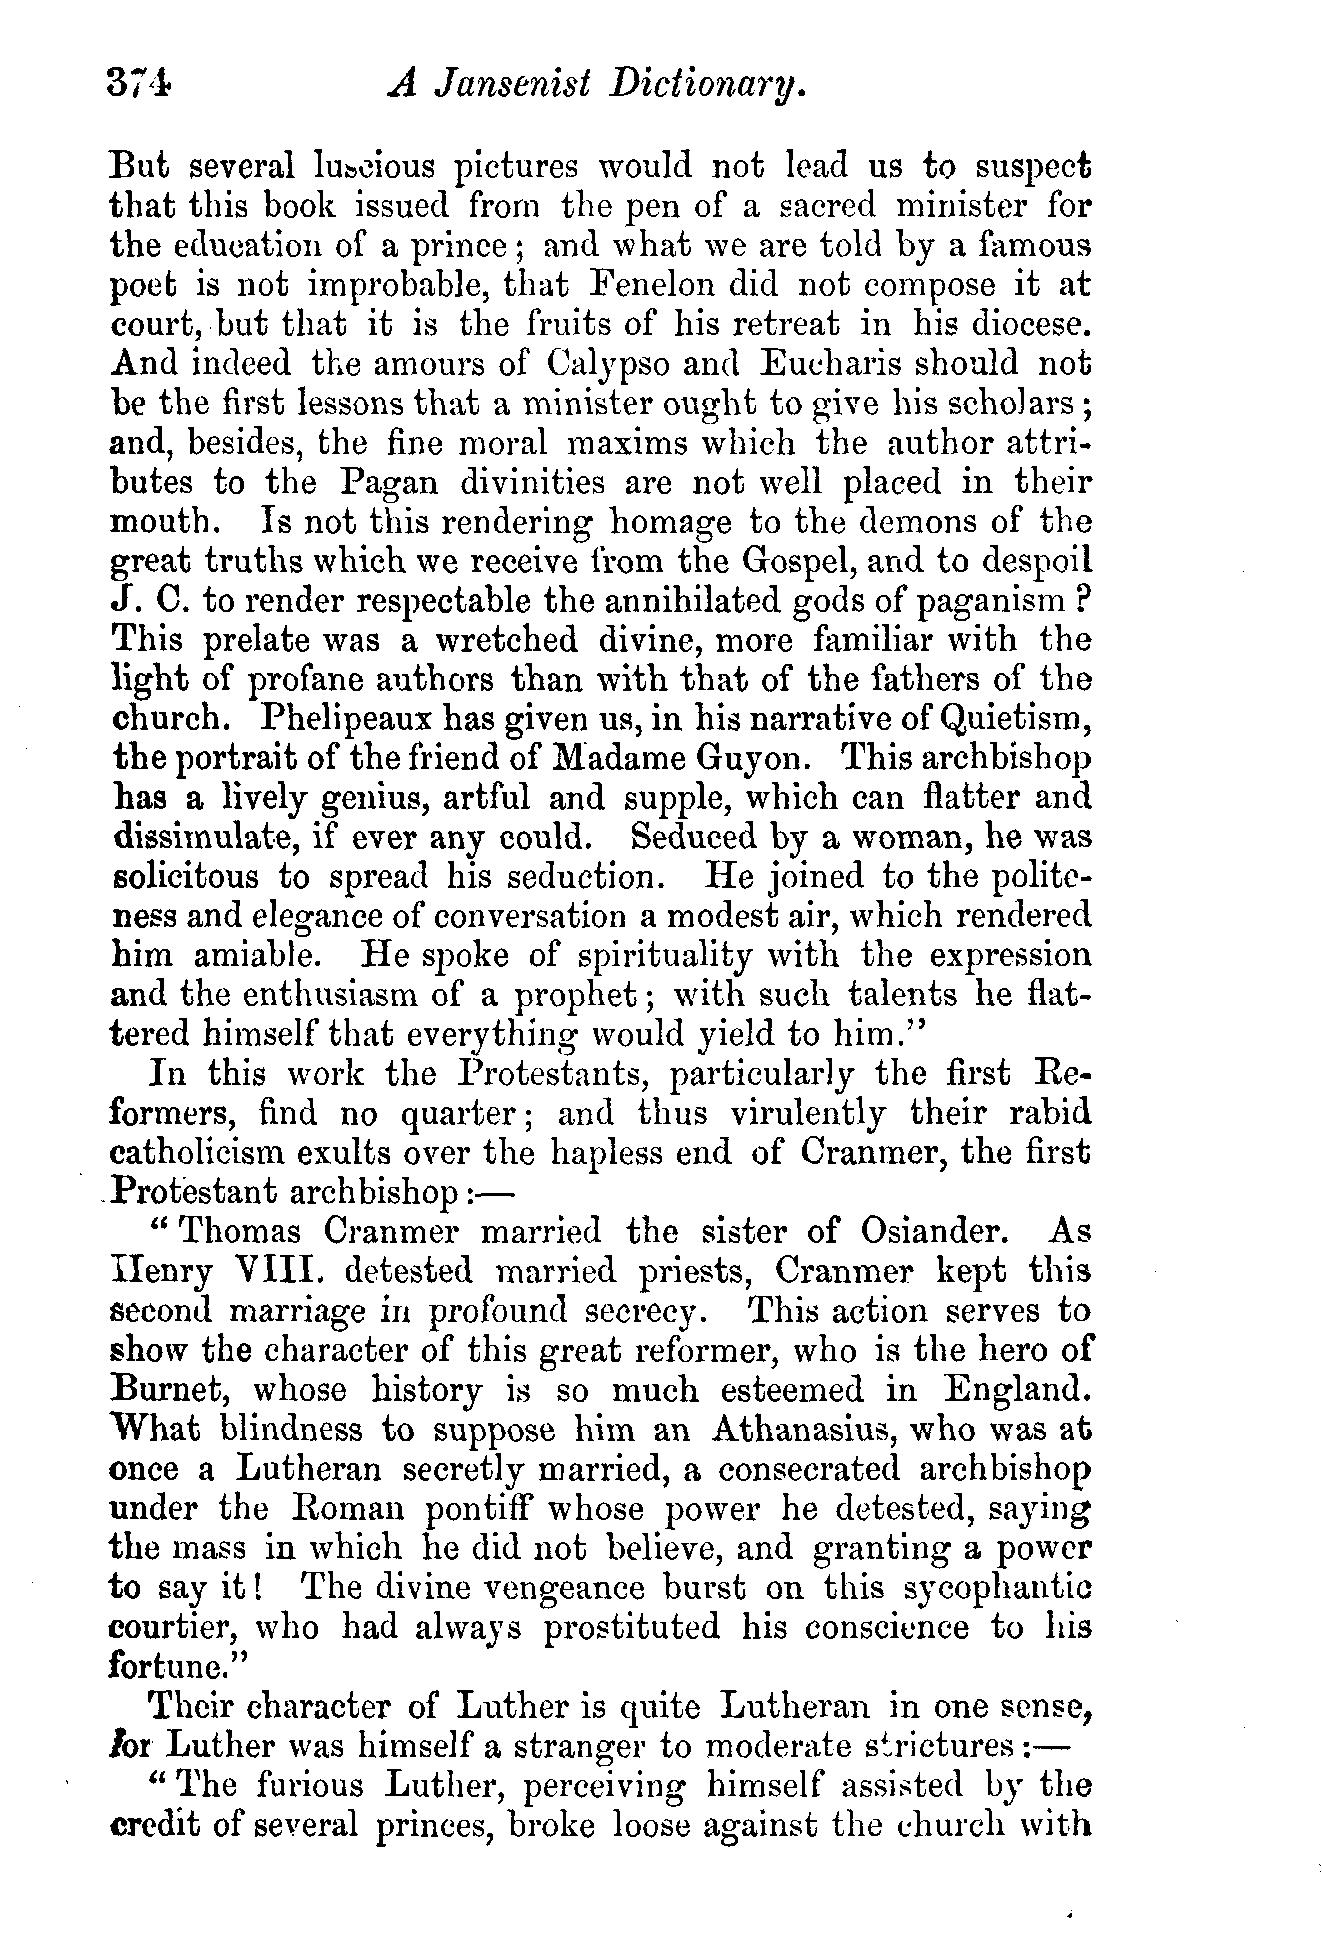 374 A Jansenist Dictionary.
But several luscious pictures would not lead us to suspect
that this book issued from the pen of a sacred minister for
the education of a prince; and what we are told by a famous
poet is not improbable, that Fenelon did not compose it at
court, but that it is the fruits of his retreat in his diocese.
And indeed the amours of Calypso and Eucharis should not
be the first lessons that a minister ought to give his scholars;
and, besides, the fine moral maxims which the author attri-
butes to the Pagan divinities are not well placed in their
mouth. Is not this rendering homage to the demons of the
great truths which we receive from the Gospel, and to despoil
J. C. to render respectable the annihilated gods of paganism?
This prelate was a wretched divine, more familiar with the
light of profane authors than with that of the fathers of the
church. Phelipeaux has given us, in his narrative of Quietism,
the portrait of the friend of Madame Guyon. This archbishop
has a lively genius, artful and supple, which can flatter and
dissimulate, if ever any could. Seduced by a woman, he was
solicitous to spread his seduction. He joined to the polite-
ness and elegance of conversation a modest air, which rendered
him amiable. He spoke of spirituality with the expression
and the enthusiasm of a prophet; with such talents he flat-
tered himself that everything would yield to him."
In this work the Protestants, particularly the first Re-
formers, find no quarter; and thus virulently their rabid
catholicism exults over the hapless end of Cranmer, the first
Protestant archbishop:—
"Thomas Cranmer married the sister of Osiander. As
Henry VIII. detested married priests, Cranmer kept this
second marriage in profound secrecy. This action serves to
show the character of this great reformer, who is the hero of
Burnet, whose history is so much esteemed in England.
What blindness to suppose him an Athanasius, who was at
once a Lutheran secretly married, a consecrated archbishop
under the Roman pontiff whose power he detested, saying
the mass in which he did not believe, and granting a power
to say it! The divine vengeance burst on this sycophantic
courtier, who had always prostituted his conscience to his
fortune."
Their character of Luther is quite Lutheran in one sense,
for Luther was himself a stranger to moderate strictures:—
"The furious Luther, perceiving himself assisted by the
credit of several princes, broke loose against the church with